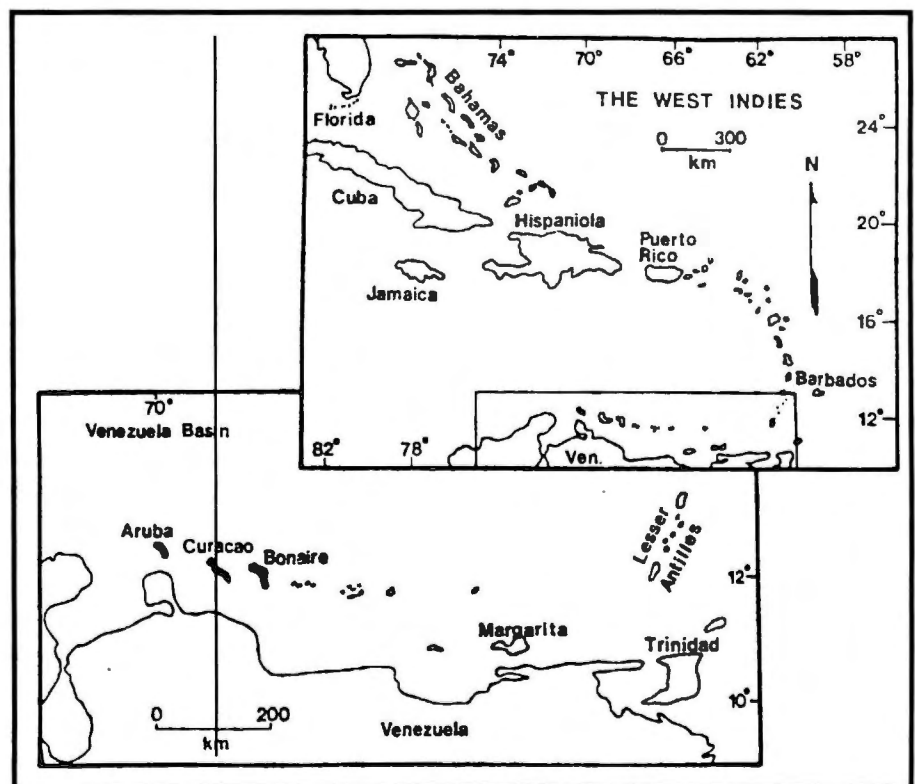 74° 70° 66° 62° 58°
THE WEST INDIES
Bahamas
Florida
0 300
km
24°
N
Cuba
Hispaniola
20°
Puerto
Rico
Jamaica
16°
Barbados
12°
82° 78°
Ven.
70°
Venezuela Basin
Aruba
Curacao
Bonaire
Lesser
Antilles
12°
Margarita
Trinidad
10°
0 200
km
Venezuela